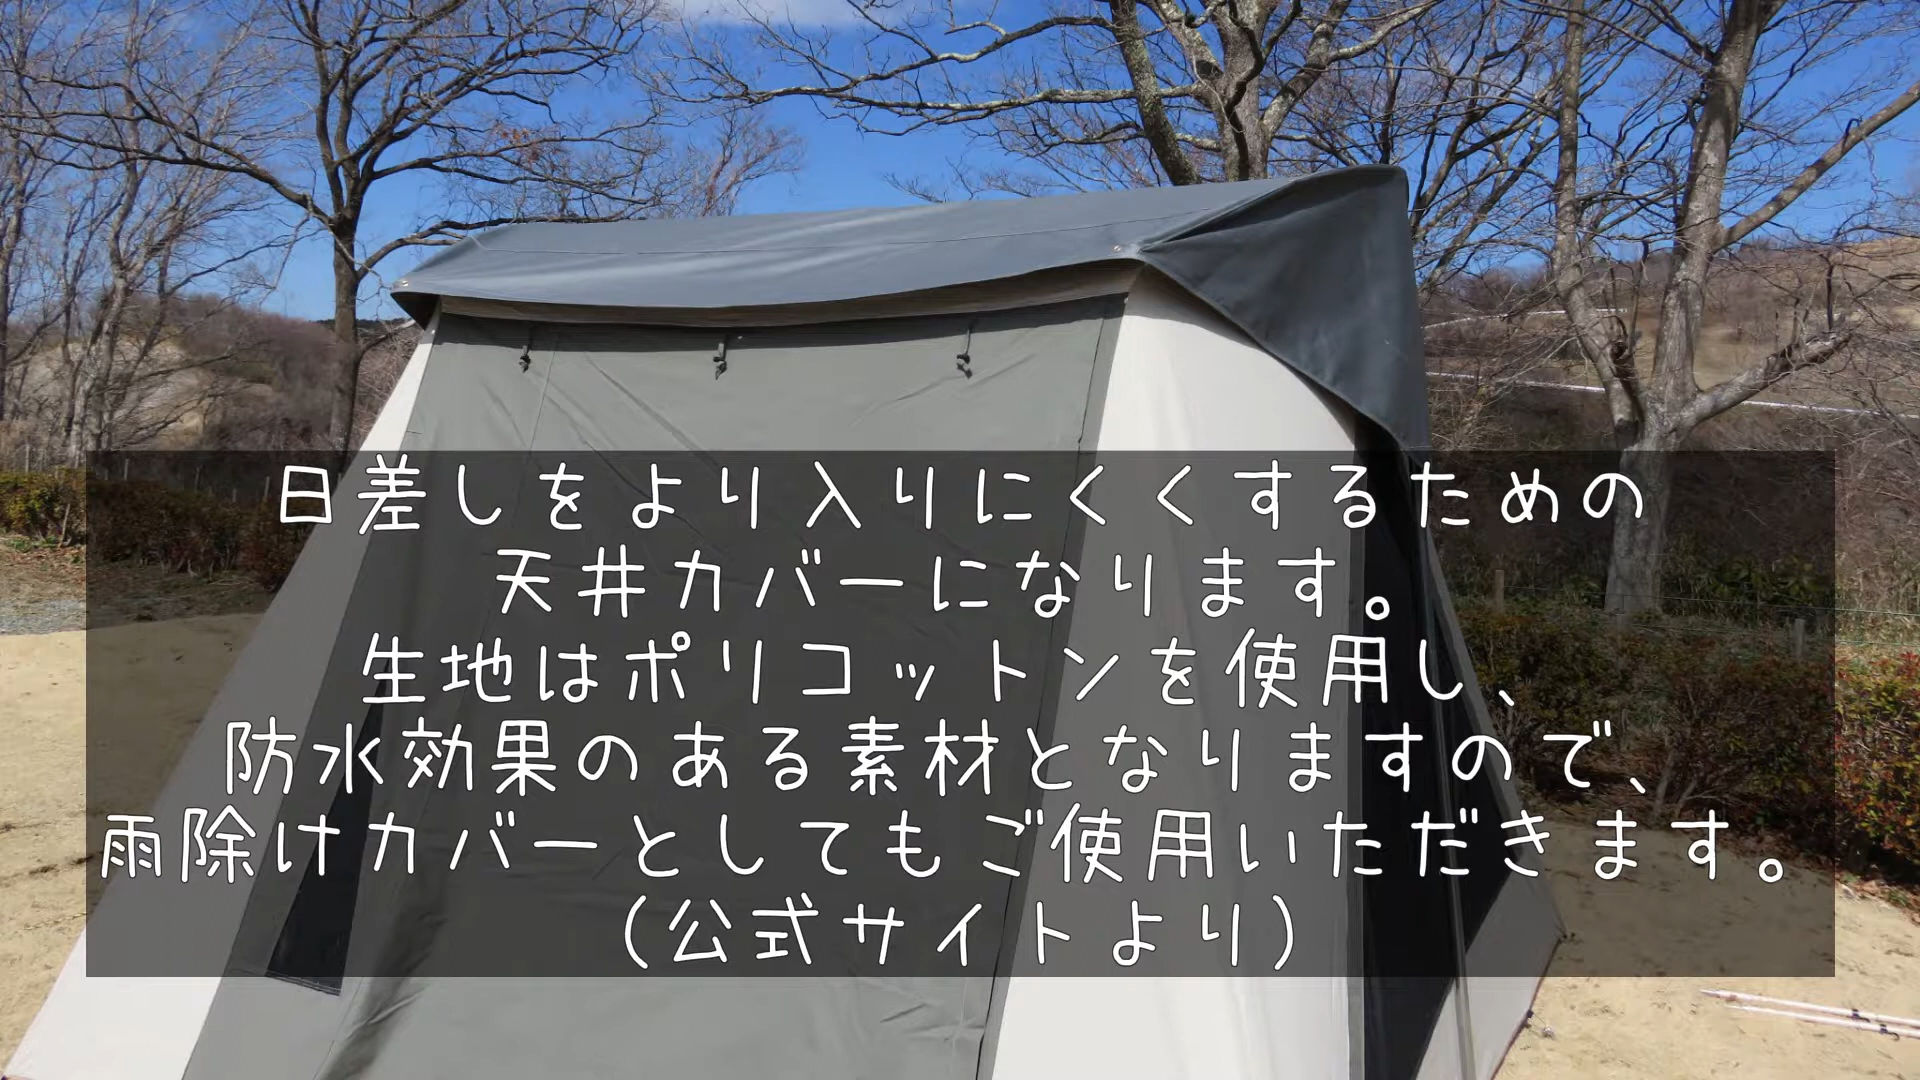 日差しをより入りにくくするための
天井カバーになります。
生地はポリコットンを使用し、
防水効果のある素材となりますので、
雨除けカバーとしてもご使用いただきます。
(公式サイトより)